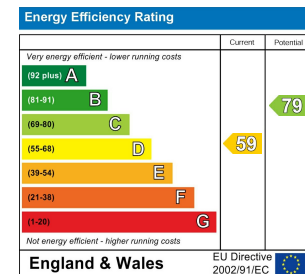 Energy Efficiency Rating
Current Potential
Very energy efficient - lower running costs
(92 plus) A
(81-91) B
(69-80) C
(55-68) D
(39-54) E
(21-38) F
(1-20) G
59
79
Not energy efficient - higher running costs
England & Wales
EU Directive
2002/91/EC